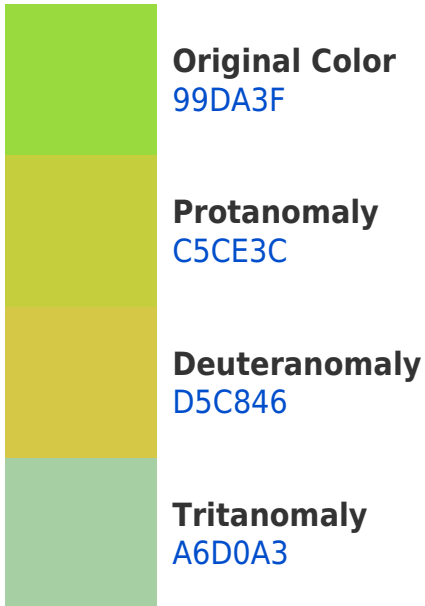 Original Color
99DA3F
Protanomaly
C5CE3C
Deuteranomaly
D5C846
Tritanomaly
A6D0A3